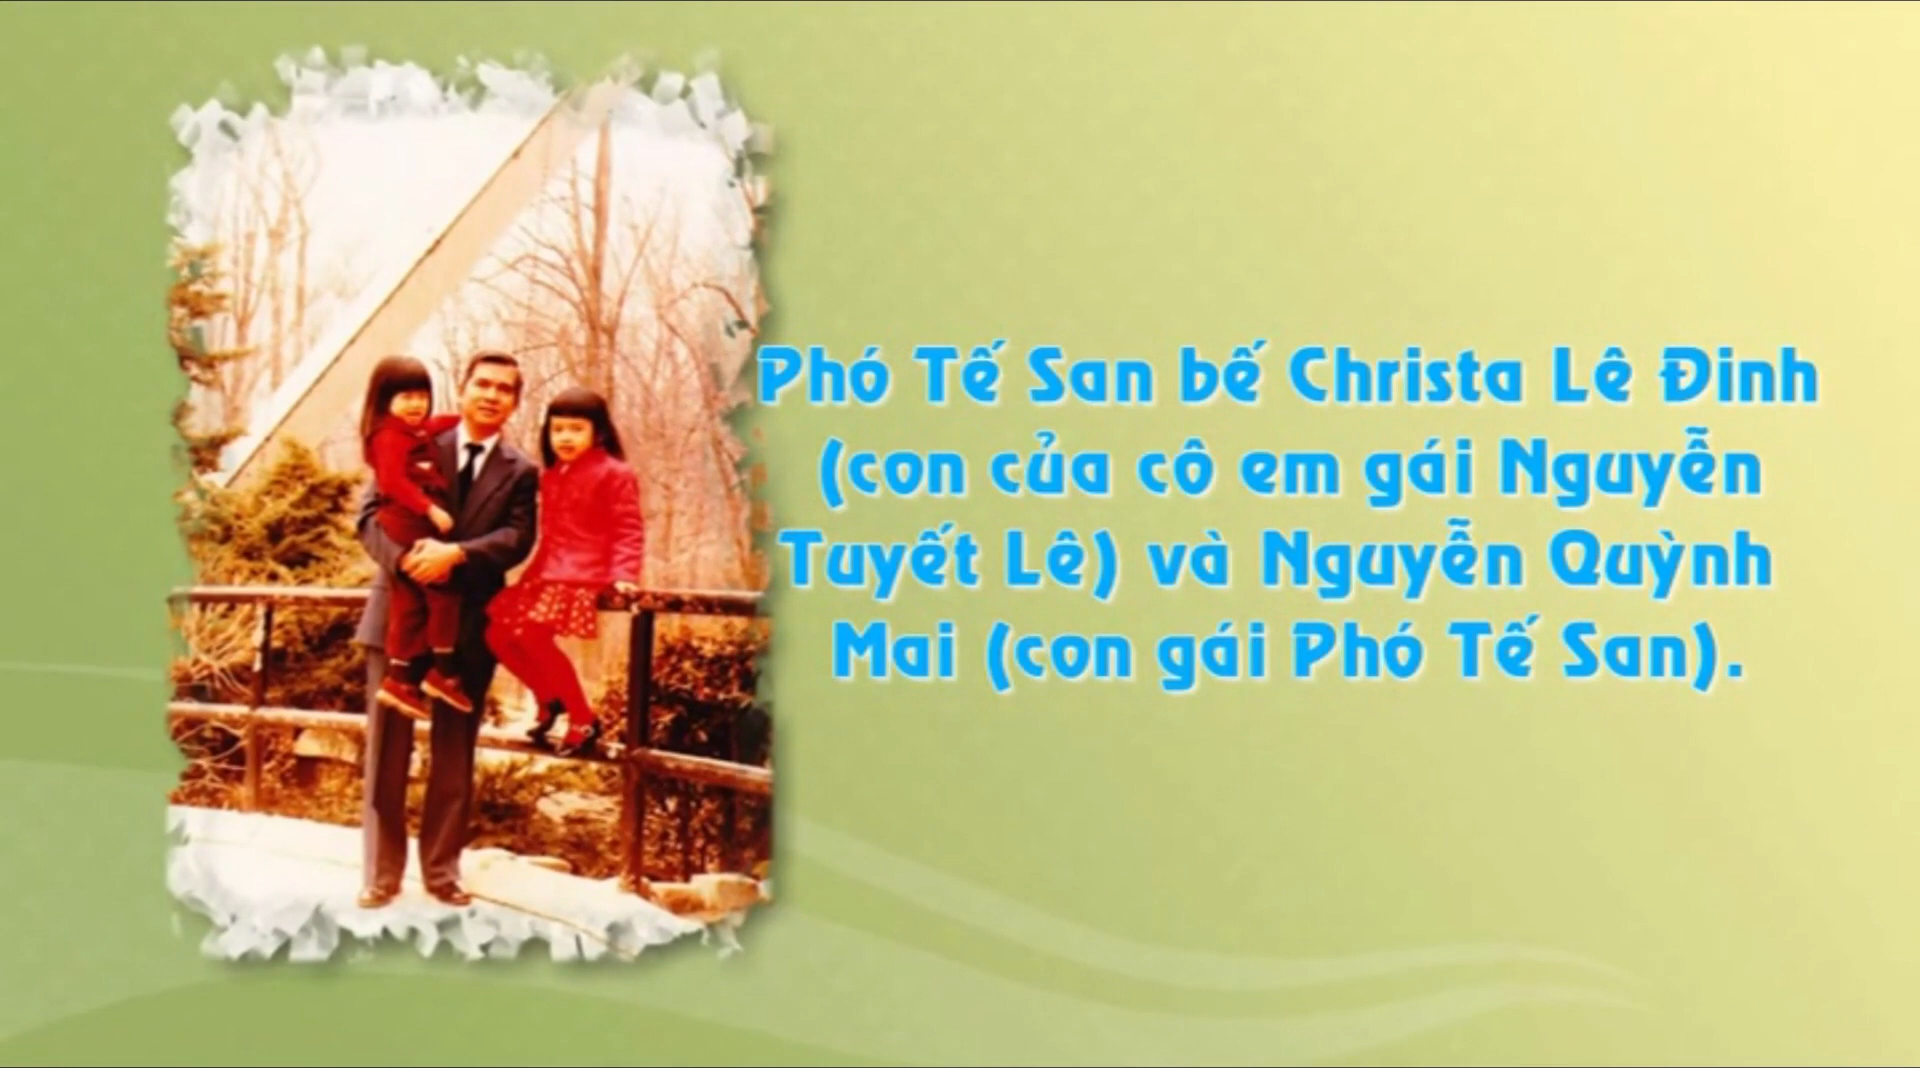 Phó Tế San bế Christa Lê Đinh
(con của cô em gái Nguyễn
Tuyết Lê) và Nguyễn Quỳnh
Mai (con gái Phó Tế San).